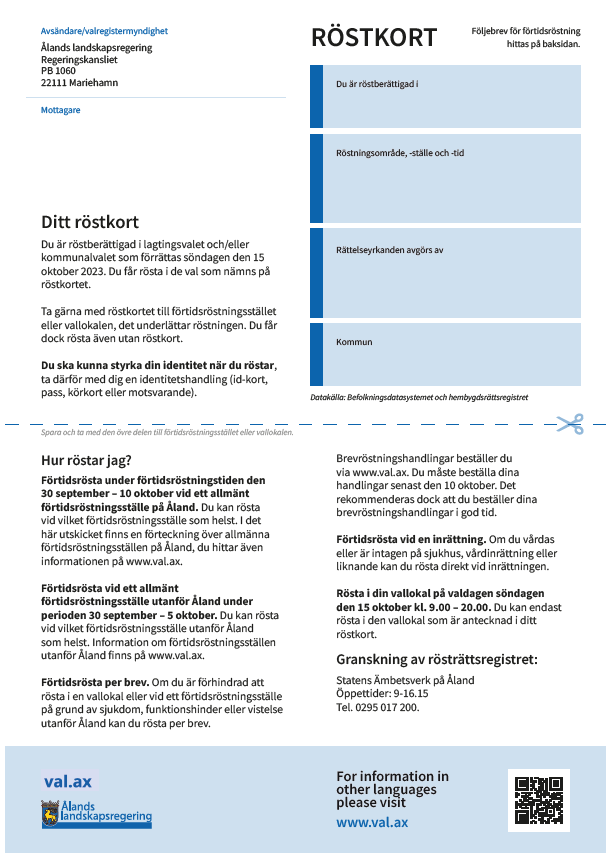 Avsändare/valregistermyndighet
Ålands landskapsregering
Regeringskansliet
PB 1060
22111 Mariehamn
Mottagare
RÖSTKORT
Följebrev för förtidsröstning
hittas på baksidan.
Du är röstberättigad i
Röstningsområde, -ställe och -tid
Rättelseyrkanden avgörs av
Kommun
Datakälla: Befolkningsdatasystemet och hembygdsrättsregistret
Ditt röstkort
Du är röstberättigad i lagtingsvalet och/eller
kommunalvalet som förrättas söndagen den 15
oktober 2023. Du får rösta i de val som nämns på
röstkortet.
Ta gärna med röstkortet till förtidsröstningsstället
eller vallokalen, det underlättar röstningen. Du får
dock rösta även utan röstkort.
Du ska kunna styrka din identitet när du röstar,
ta därför med dig en identitetshandling (id-kort,
pass, körkort eller motsvarande).
Spara och ta med den övre delen till förtidsröstningsstället eller vallokalen.
Hur röstar jag?
Förtidsrösta under förtidsröstningstiden den
30 september – 10 oktober vid ett allmänt
förtidsröstningsställe på Åland. Du kan rösta
vid vilket förtidsröstningsställe som helst. I det
här utskicket finns en förteckning över allmänna
förtidsröstningsställen på Åland, du hittar även
informationen på www.val.ax.
Förtidsrösta vid ett allmänt
förtidsröstningsställe utanför Åland under
perioden 30 september – 5 oktober. Du kan rösta
vid vilket förtidsröstningsställe utanför Åland
som helst. Information om förtidsröstningsställen
utanför Åland finns på www.val.ax.
Förtidsrösta per brev. Om du är förhindrad att
rösta i en vallokal eller vid ett förtidsröstningsställe
på grund av sjukdom, funktionshinder eller vistelse
utanför Åland kan du rösta per brev.
Brevröstningshandlingar beställer du
via www.val.ax. Du måste beställa dina
handlingar senast den 10 oktober. Det
rekommenderas dock att du beställer dina
brevröstningshandlingar i god tid.
Förtidsrösta vid en inrättning. Om du vårdas
eller är intagen på sjukhus, vårdinrättning eller
liknande kan du rösta direkt vid inrättningen.
Rösta i din vallokal på valdagen söndagen
den 15 oktober kl. 9.00 – 20.00. Du kan endast
rösta i den vallokal som är antecknad i ditt
röstkort.
Granskning av rösträttsregistret:
Statens Ämbetsverk på Åland
Öppettider: 9-16.15
Tel. 0295 017 200.
val.ax
Ålands
landskapsregering
For information in
other languages
please visit
www.val.ax